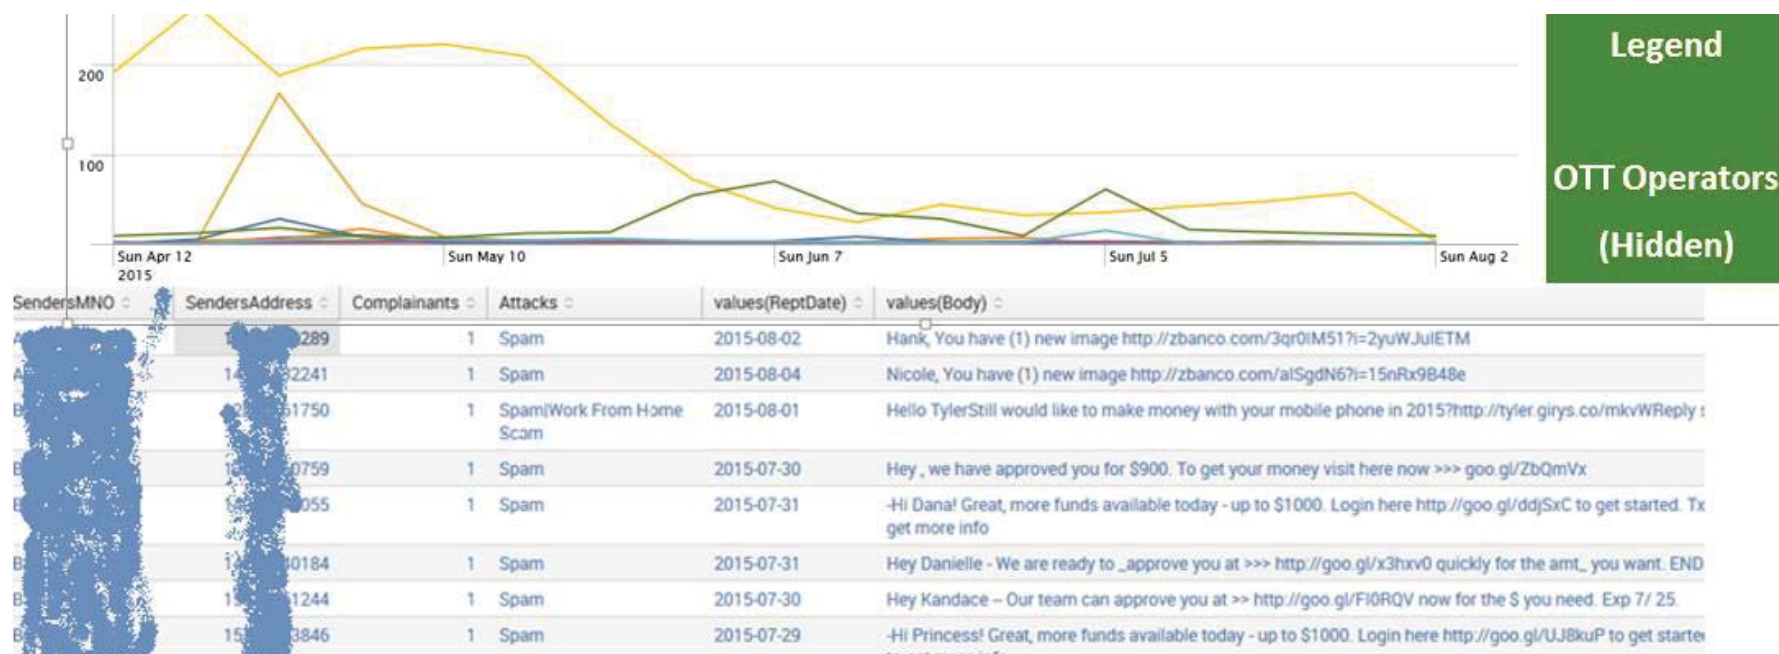 200
100
Sun Apr 12
2015
Sun May 10
Sun Jun 7
Sun Jul 5
Sun Aug 2
Legend
OTT Operators
(Hidden)
SendersMNO SendersAddress Complainants Attacks values(ReptDate) values(Body)
289 1 Spam 2015-08-02 Hank, You have (1) new image http://zbanco.com/3qr0IM51?i=2yuWJulETM
2241 1 Spam 2015-08-04 Nicole, You have (1) new image http://zbanco.com/alSgdN6?i=15nRx9B48e
1750 1 Spam|Work From Home 2015-08-01 Hello TylerStill would like to make money with your mobile phone in 2015?http://tyler.girys.co/mkvWReply
Scam
0759 1 Spam 2015-07-30 Hey , we have approved you for $900. To get your money visit here now >>> goo.gl/ZbQmVx
055 1 Spam 2015-07-31 -Hi Dana! Great, more funds available today - up to $1000. Login here http://goo.gl/ddjSxC to get started. Tx
get more info
0184 1 Spam 2015-07-31 Hey Danielle - We are ready to _approve you at >>> http://goo.gl/x3hxv0 quickly for the amt_ you want. END
1244 1 Spam 2015-07-30 Hey Kandace – Our team can approve you at >> http://goo.gl/FI0RQV now for the $ you need. Exp 7/ 25.
3846 1 Spam 2015-07-29 -Hi Princess! Great, more funds available today - up to $1000. Login here http://goo.gl/UJ8kuP to get